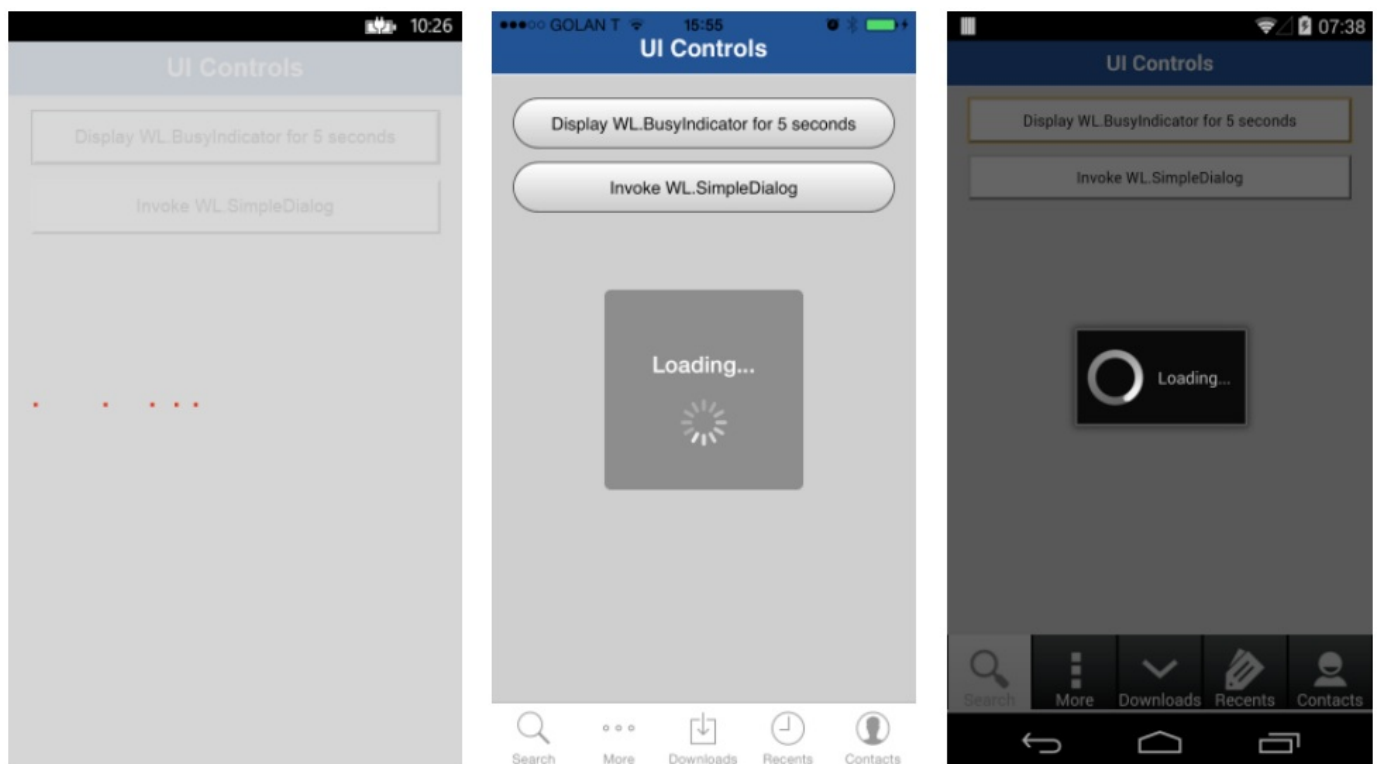 10:26
UI Controls
Display WL.BusyIndicator for 5 seconds
Invoke WL.SimpleDialog
GOLAN T 15:55
UI Controls
Display WL.BusyIndicator for 5 seconds
Invoke WL.SimpleDialog
Loading...
Search More Downloads Recents Contacts
07:38
UI Controls
Display WL.BusyIndicator for 5 seconds
Invoke WL.SimpleDialog
Loading...
Search More Downloads Recents Contacts